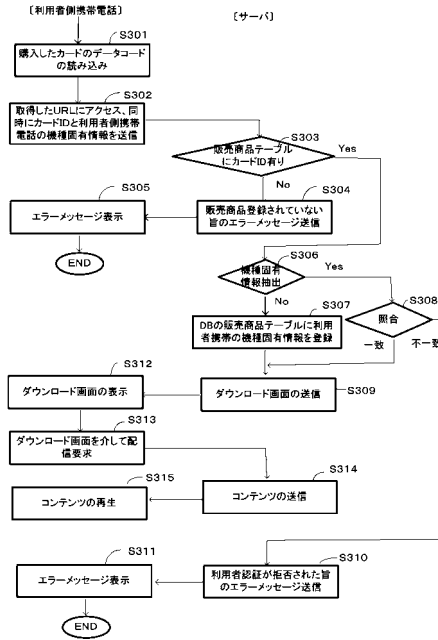 〔利用者側携帯電話〕
〔サーバ〕
S301
購入したカードのデータコード
の読み込み
S302
取得したURLにアクセス、同
時にカードIDと利用者側携帯
電話の機種固有情報を送信
S303
販売商品テーブル
にカードID有り
Yes
No
S305
エラーメッセージ表示
S304
販売商品登録されていない
旨のエラーメッセージ送信
END
S306
機種固有
情報抽出
Yes
No
S307
DBの販売商品テーブルに利用
者携帯の機種固有情報を登録
S308
照合
一致
不一致
S312
ダウンロード画面の表示
ダウンロード画面の送信
S309
S313
ダウンロード画面を介して配
信要求
S315
コンテンツの再生
S314
コンテンツの送信
S311
エラーメッセージ表示
S310
利用者認証が拒否された旨
のエラーメッセージ送信
END